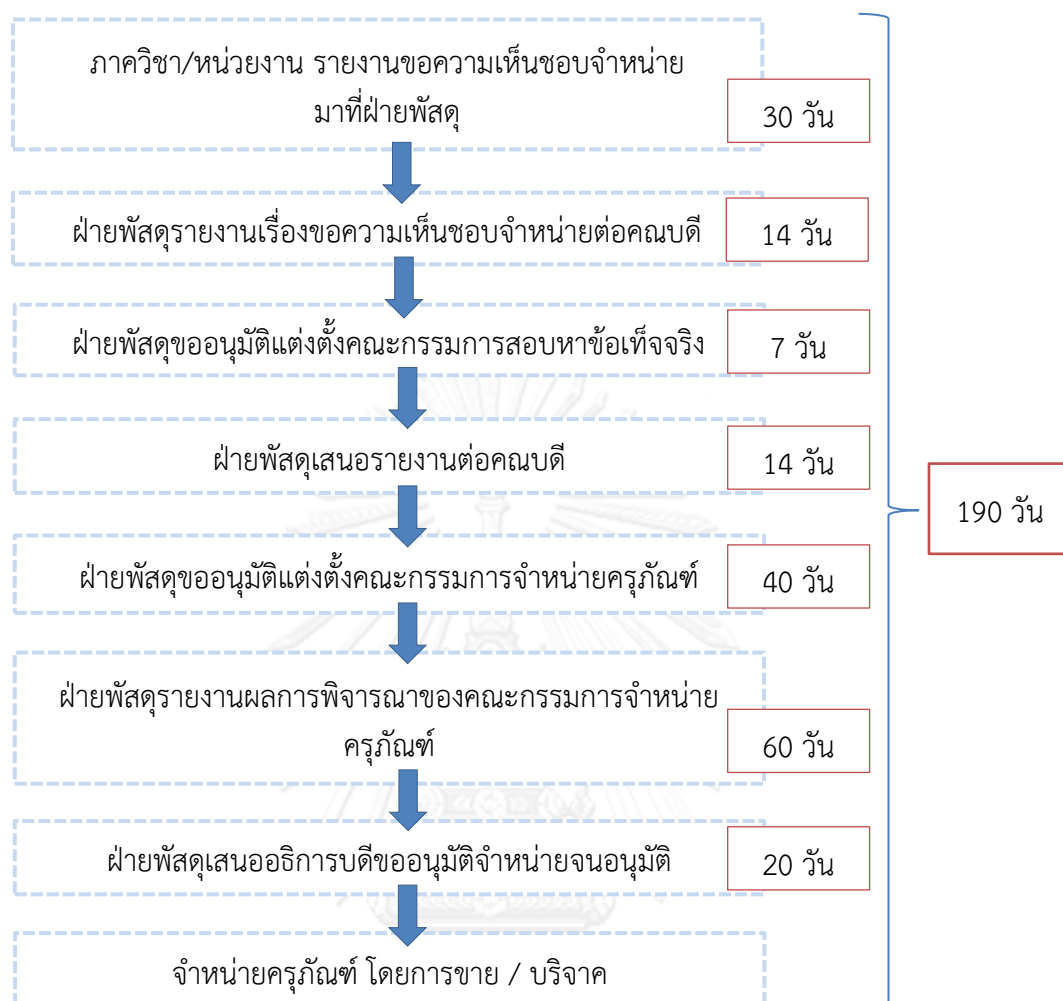 ภาควิชา/หน่วยงาน รายงานขอความเห็นชอบจำหน่าย
มาที่ฝ่ายพัสดุ
30 วัน
ฝ่ายพัสดุรายงานเรื่องขอความเห็นชอบจำหน่ายต่อคณบดี
14 วัน
ฝ่ายพัสดุขออนุมัติแต่งตั้งคณะกรรมการสอบหาข้อเท็จจริง
7 วัน
ฝ่ายพัสดุเสนอรายงานต่อคณบดี
14 วัน
190 วัน
ฝ่ายพัสดุขออนุมัติแต่งตั้งคณะกรรมการจำหน่ายครุภัณฑ์
40 วัน
ฝ่ายพัสดุรายงานผลการพิจารณาของคณะกรรมการจำหน่าย
ครุภัณฑ์
60 วัน
ฝ่ายพัสดุเสนออธิการบดีขออนุมัติจำหน่ายจนอนุมัติ
20 วัน
จำหน่ายครุภัณฑ์ โดยการขาย / บริจาค